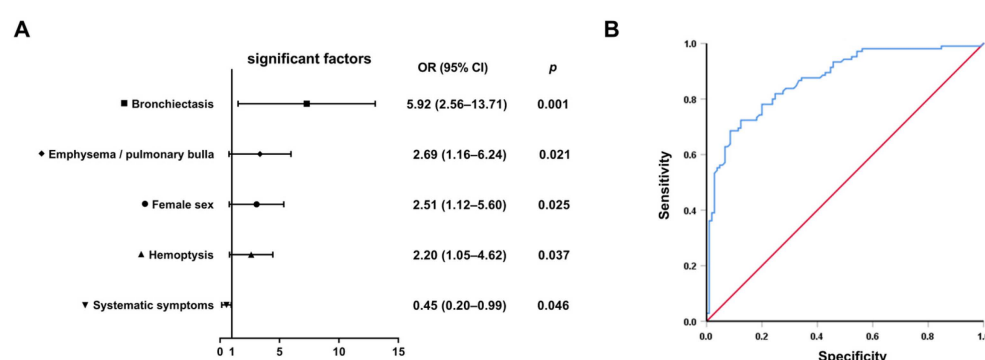 A
significant factors
OR (95% CI)
p
Bronchiectasis
5.92 (2.56–13.71)
0.001
Emphysema / pulmonary bulla
2.69 (1.16–6.24)
0.021
Female sex
2.51 (1.12–5.60)
0.025
Hemoptysis
2.20 (1.05–4.62)
0.037
Systematic symptoms
0.45 (0.20–0.99)
0.046
0 1 5 10 15
B
Sensitivity
1.0
0.8
0.6
0.4
0.2
0.0
0.0 0.2 0.4 0.6 0.8 1.0
Specificity